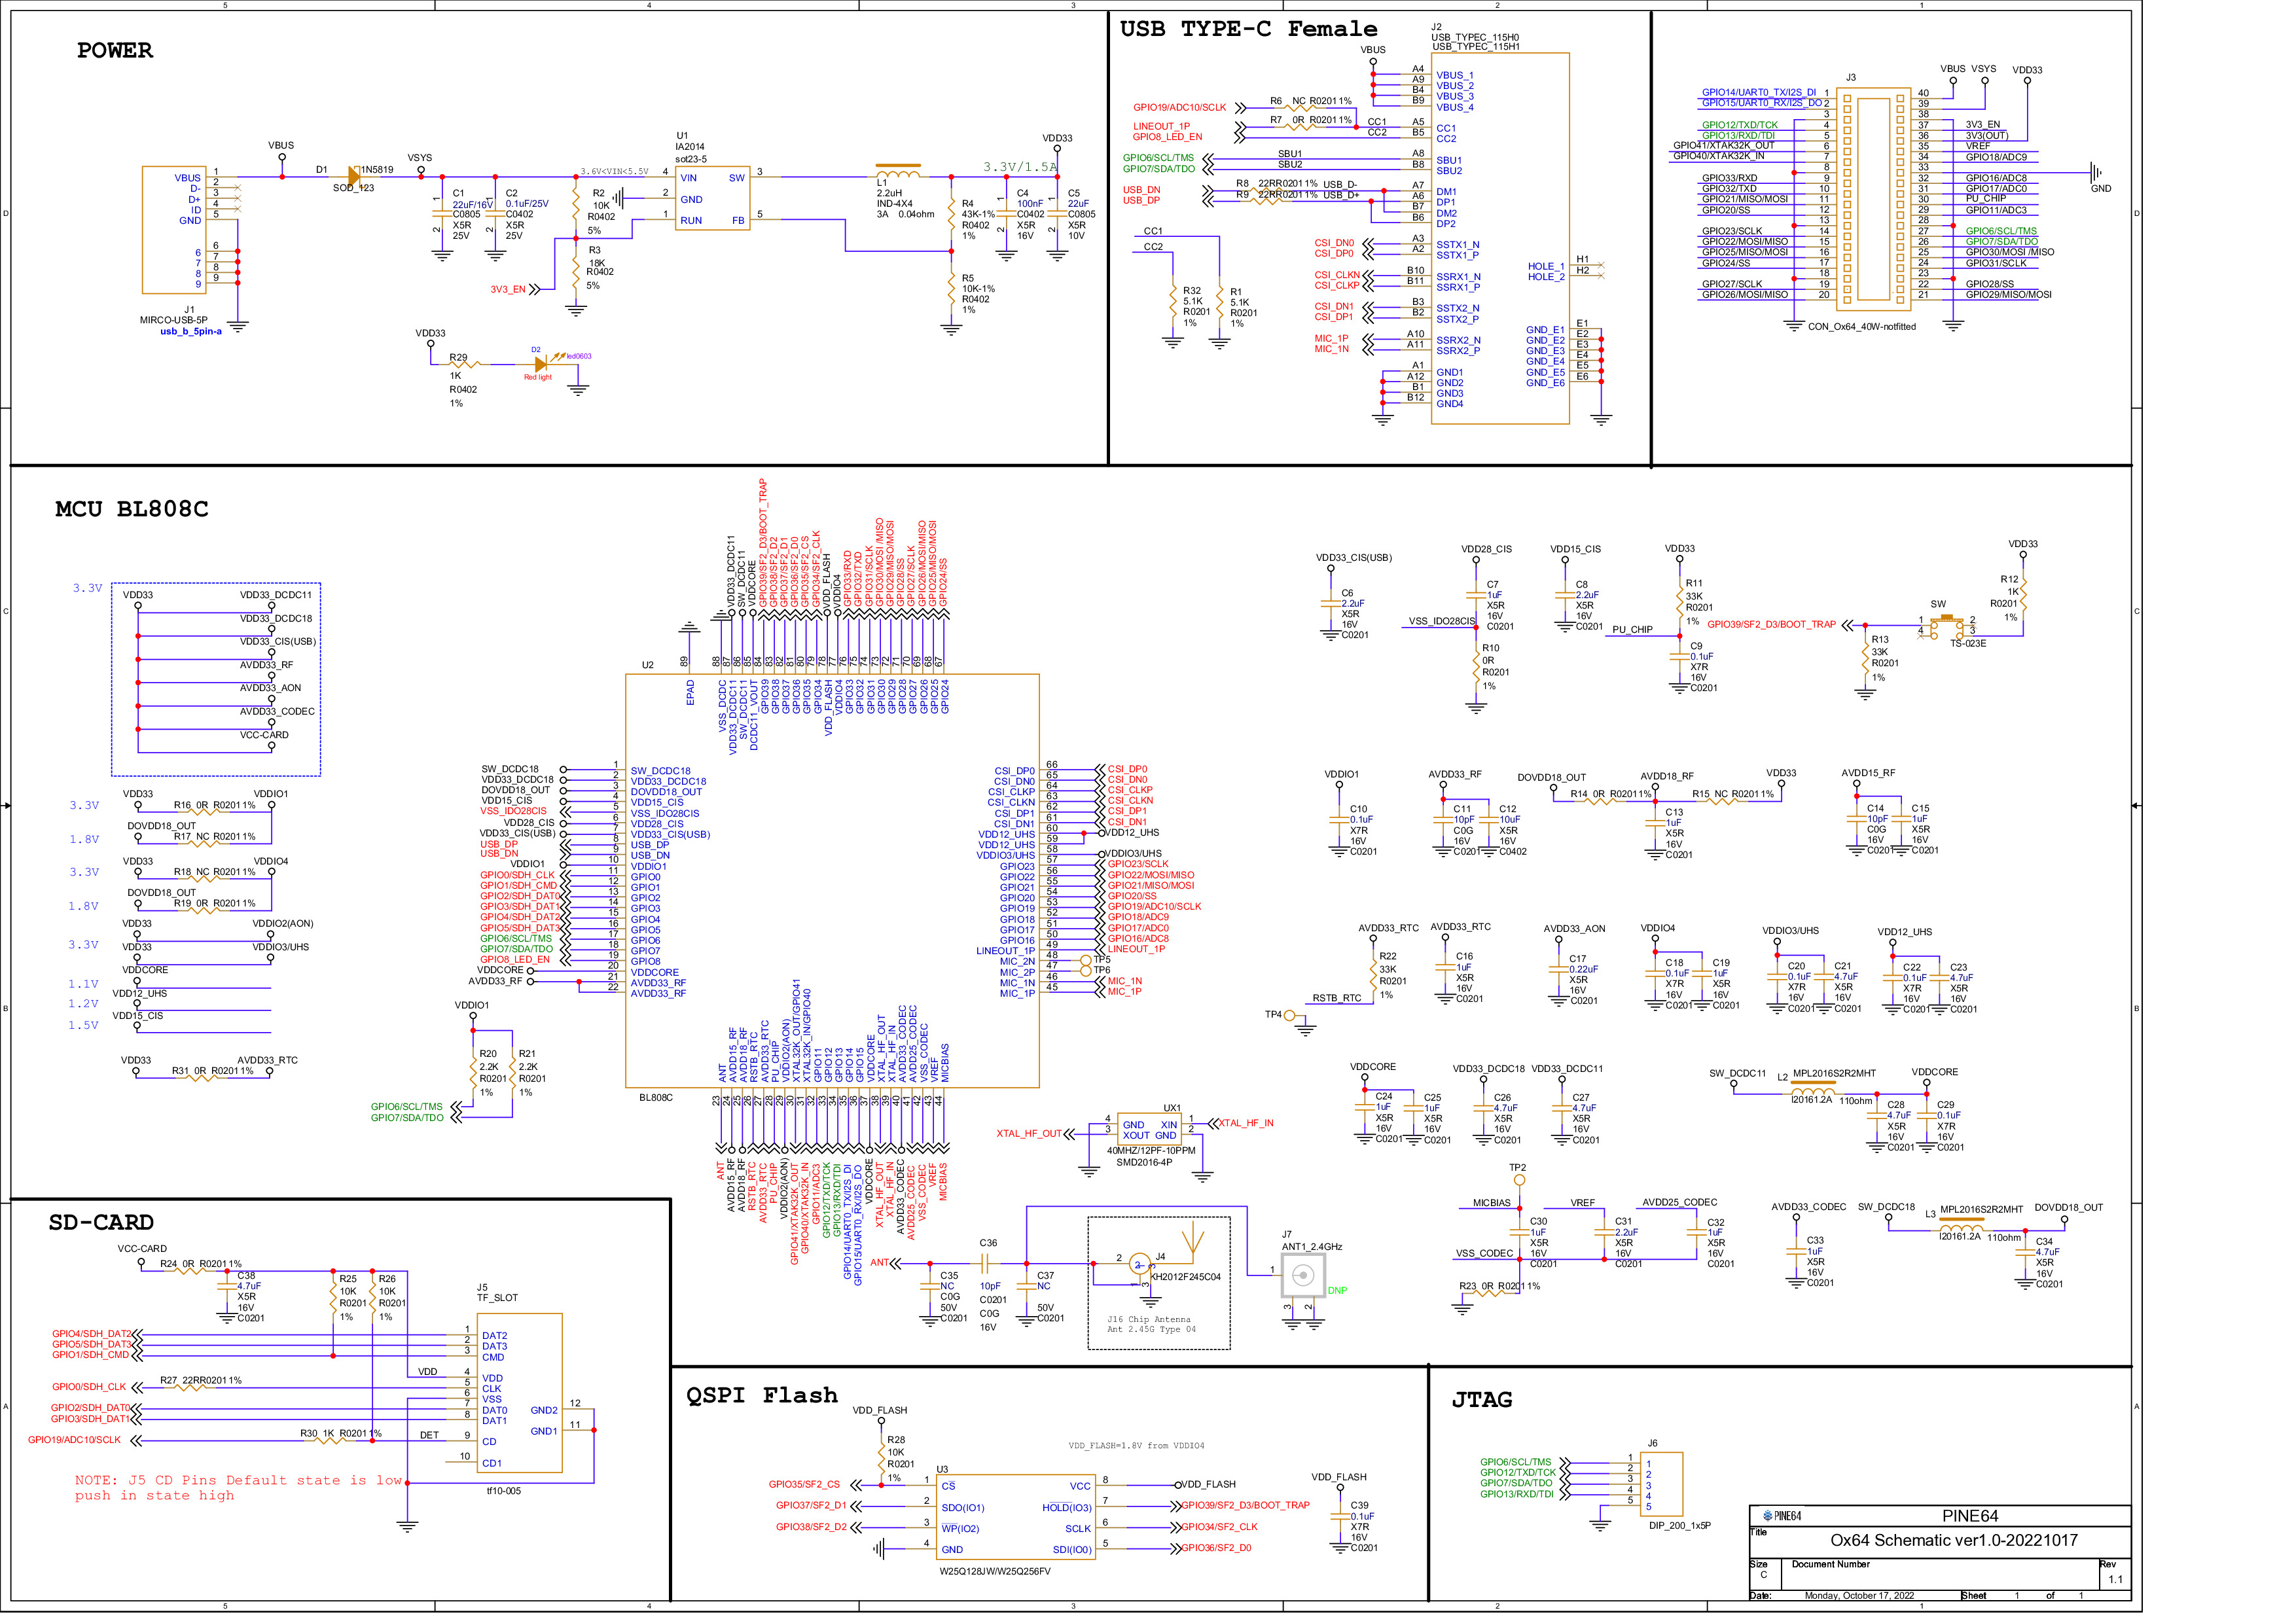 POWER
VBUS
D1
1N5819
SOD_123
VSYS
3.6V<VIN<5.5V
U1
IA2014
sot23-5
4 VIN
SW 3
2 GND
1 RUN
FB 5
VBUS 1
D- 2
D+ 3
ID 4
GND 5
6 6
7 7
8 8
9 9
J1
MIRCO-USB-5P
usb_b_5pin-a
C1
22uF/16V
C0805
X5R
25V
C2
0.1uF/25V
C0402
X5R
25V
R2
10K
R0402
5%
R3
18K
R0402
5%
3V3_EN
L1
2.2uH
IND-4X4
3A 0.04ohm
3.3V/1.5A
VDD33
R4
43K-1%
R0402
1%
R5
10K-1%
R0402
1%
C4
100nF
C0402
X5R
16V
C5
22uF
C0805
X5R
10V
VDD33
R29
1K
R0402
1%
D2
led0603
Red light
USB TYPE-C Female
J2
USB_TYPEC_115H0
USB_TYPEC_115H1
VBUS
A4 VBUS_1
A9 VBUS_2
B4 VBUS_3
B9 VBUS_4
GPIO19/ADC10/SCLK
R6 NC R0201 1%
LINEOUT_1P
R7 0R R0201 1%
CC1 A5 CC1
GPIO8_LED_EN
CC2 B5 CC2
GPIO6/SCL/TMS SBU1 A8 SBU1
GPIO7/SDA/TDO SBU2 B8 SBU2
USB_DN R8 22R R0201 1% USB_D- A7 DM1
USB_DP R9 22R R0201 1% USB_D+ A6 DP1
B7 DM2
B6 DP2
CC1
CC2
R32
5.1K
R0201
1%
R1
5.1K
R0201
1%
CSI_DN0 A3 SSTX1_N
CSI_DP0 A2 SSTX1_P
CSI_CLKN B10 SSRX1_N
CSI_CLKP B11 SSRX1_P
CSI_DN1 B3 SSTX2_N
CSI_DP1 B2 SSTX2_P
MIC_1P A10 SSRX2_N
MIC_1N A11 SSRX2_P
A1 GND1
A12 GND2
B1 GND3
B12 GND4
HOLE_1 H1
HOLE_2 H2
GND_E1 E1
GND_E2 E2
GND_E3 E3
GND_E4 E4
GND_E5 E5
GND_E6 E6
J3
VBUS VSYS VDD33
GPIO14/UART0_TX/I2S_DI 1
GPIO15/UART0_RX/I2S_DO 2
3
GPIO12/TXD/TCK 4
GPIO13/RXD/TDI 5
GPIO41/XTAK32K_OUT 6
GPIO40/XTAK32K_IN 7
8
GPIO33/RXD 9
GPIO32/TXD 10
GPIO21/MISO/MOSI 11
GPIO20/SS 12
13
GPIO23/SCLK 14
GPIO22/MOSI/MISO 15
GPIO25/MISO/MOSI 16
GPIO24/SS 17
18
GPIO27/SCLK 19
GPIO26/MOSI/MISO 20
40
39
38
37 3V3_EN
36 3V3(OUT)
35 VREF
34 GPIO18/ADC9
33
32 GPIO16/ADC8
31 GPIO17/ADC0
30 PU_CHIP
29 GPIO11/ADC3
28
27 GPIO6/SCL/TMS
26 GPIO7/SDA/TDO
25 GPIO30/MOSI /MISO
24 GPIO31/SCLK
23
22 GPIO28/SS
21 GPIO29/MISO/MOSI
GND
CON_Ox64_40W-notfitted
MCU BL808C
3.3V
VDD33
VDD33_DCDC11
VDD33_DCDC18
VDD33_CIS(USB)
AVDD33_RF
AVDD33_AON
AVDD33_CODEC
VCC-CARD
3.3V VDD33 R16 0R R0201 1% VDDIO1
1.8V DOVDD18_OUT R17 NC R0201 1%
3.3V VDD33 R18 NC R0201 1% VDDIO4
1.8V DOVDD18_OUT R19 0R R0201 1%
VDD33 VDDIO2(AON)
3.3V
VDD33 VDDIO3/UHS
1.1V VDDCORE
1.2V VDD12_UHS
1.5V VDD15_CIS
VDD33 R31 0R R0201 1% AVDD33_RTC
U2
BL808C
89 EPAD
VDD33_DCDC11
SW_DCDC11
VDDCORE
GPIO39/SF2_D3/BOOT_TRAP
GPIO38/SF2_D2
GPIO37/SF2_D1
GPIO36/SF2_D0
GPIO35/SF2_CS
GPIO34/SF2_CLK
VDD_FLASH
VDDIO4
GPIO33/RXD
GPIO32/TXD
GPIO31/SCLK
GPIO30/MOSI /MISO
GPIO29/MISO/MOSI
GPIO28/SS
GPIO27/SCLK
GPIO26/MOSI/MISO
GPIO25/MISO/MOSI
GPIO24/SS
88 VSS_DCDC
87 VDD33_DCDC11
86 SW_DCDC11
85 DCDC11_VOUT
84 GPIO39
83 GPIO38
82 GPIO37
81 GPIO36
80 GPIO35
79 GPIO34
78 VDD_FLASH
77 VDDIO4
76 GPIO33
75 GPIO32
74 GPIO31
73 GPIO30
72 GPIO29
71 GPIO28
70 GPIO27
69 GPIO26
68 GPIO25
67 GPIO24
SW_DCDC18 1 SW_DCDC18
VDD33_DCDC18 2 VDD33_DCDC18
DOVDD18_OUT 3 DOVDD18_OUT
VDD15_CIS 4 VDD15_CIS
VSS_IDO28CIS 5 VSS_IDO28CIS
VDD28_CIS 6 VDD28_CIS
VDD33_CIS(USB) 7 VDD33_CIS(USB)
USB_DP 8 USB_DP
USB_DN 9 USB_DN
VDDIO1 10 VDDIO1
GPIO0/SDH_CLK 11 GPIO0
GPIO1/SDH_CMD 12 GPIO1
GPIO2/SDH_DAT0 13 GPIO2
GPIO3/SDH_DAT1 14 GPIO3
GPIO4/SDH_DAT2 15 GPIO4
GPIO5/SDH_DAT3 16 GPIO5
GPIO6/SCL/TMS 17 GPIO6
GPIO7/SDA/TDO 18 GPIO7
GPIO8_LED_EN 19 GPIO8
VDDCORE 20 VDDCORE
AVDD33_RF 21 AVDD33_RF
22 AVDD33_RF
CSI_DP0 66 CSI_DP0
CSI_DN0 65 CSI_DN0
CSI_CLKP 64 CSI_CLKP
CSI_CLKN 63 CSI_CLKN
CSI_DP1 62 CSI_DP1
CSI_DN1 61 CSI_DN1
VDD12_UHS 60 VDD12_UHS
VDD12_UHS 59
VDDIO3/UHS 58 VDDIO3/UHS
GPIO23 57 GPIO23/SCLK
GPIO22 56 GPIO22/MOSI/MISO
GPIO21 55 GPIO21/MISO/MOSI
GPIO20 54 GPIO20/SS
GPIO19 53 GPIO19/ADC10/SCLK
GPIO18 52 GPIO18/ADC9
GPIO17 51 GPIO17/ADC0
GPIO16 50 GPIO16/ADC8
LINEOUT_1P 49 LINEOUT_1P
MIC_2N 48 TP5
MIC_2P 47 TP6
MIC_1N 46 MIC_1N
MIC_1P 45 MIC_1P
ANT 23 ANT
AVDD15_RF 24 AVDD15_RF
AVDD18_RF 25 AVDD18_RF
RSTB_RTC 26 RSTB_RTC
AVDD33_RTC 27 AVDD33_RTC
PU_CHIP 28 PU_CHIP
VDDIO2(AON) 29 VDDIO2(AON)
XTAL32K_OUT/GPIO41 30 GPIO41/XTAK32K_OUT
XTAL32K_IN/GPIO40 31 GPIO40/XTAK32K_IN
GPIO11 32 GPIO11/ADC3
GPIO12 33 GPIO12/TXD/TCK
GPIO13 34 GPIO13/RXD/TDI
GPIO14 35 GPIO14/UART0_TX/I2S_DI
GPIO15 36 GPIO15/UART0_RX/I2S_DO
VDDCORE 37 VDDCORE
XTAL_HF_OUT 38 XTAL_HF_OUT
XTAL_HF_IN 39 XTAL_HF_IN
AVDD33_CODEC 40 AVDD33_CODEC
AVDD25_CODEC 41 AVDD25_CODEC
VSS_CODEC 42 VSS_CODEC
VREF 43 VREF
MICBIAS 44 MICBIAS
VDDIO1
R20
2.2K
R0201
1%
R21
2.2K
R0201
1%
GPIO6/SCL/TMS
GPIO7/SDA/TDO
VDD33_CIS(USB)
C6
2.2uF
X5R
16V
C0201
VDD28_CIS
C7
1uF
X5R
16V
C0201
VSS_IDO28CIS
R10
0R
R0201
1%
VDD15_CIS
C8
2.2uF
X5R
16V
C0201
VDD33
R11
33K
R0201
1%
PU_CHIP
C9
0.1uF
X7R
16V
C0201
GPIO39/SF2_D3/BOOT_TRAP
R13
33K
R0201
1%
SW
1 2
4 3
TS-023E
VDD33
R12
1K
R0201
1%
VDDIO1
C10
0.1uF
X7R
16V
C0201
AVDD33_RF
C11
10pF
C0G
16V
C0201
C12
10uF
X5R
16V
C0402
DOVDD18_OUT
R14 0R R0201 1%
AVDD18_RF
R15 NC R0201 1%
VDD33
C13
1uF
X5R
16V
C0201
AVDD15_RF
C14
10pF
C0G
16V
C0201
C15
1uF
X5R
16V
C0201
AVDD33_RTC
R22
33K
R0201
1%
RSTB_RTC
TP4
AVDD33_RTC
C16
1uF
X5R
16V
C0201
AVDD33_AON
C17
0.22uF
X5R
16V
C0201
VDDIO4
C18
0.1uF
X7R
16V
C0201
C19
1uF
X5R
16V
C0201
VDDIO3/UHS
C20
0.1uF
X7R
16V
C0201
C21
4.7uF
X5R
16V
C0201
VDD12_UHS
C22
0.1uF
X7R
16V
C0201
C23
4.7uF
X5R
16V
C0201
VDDCORE
C24
1uF
X5R
16V
C0201
C25
1uF
X5R
16V
C0201
VDD33_DCDC18
C26
4.7uF
X5R
16V
C0201
VDD33_DCDC11
C27
4.7uF
X5R
16V
C0201
SW_DCDC11
L2 MPL2016S2R2MHT
I20161.2A 110ohm
VDDCORE
C28
4.7uF
X5R
16V
C0201
C29
0.1uF
X7R
16V
C0201
UX1
XTAL_HF_OUT
4 GND XIN 1
3 XOUT GND 2
XTAL_HF_IN
40MHZ/12PF-10PPM
SMD2016-4P
TP2
MICBIAS
VREF
AVDD25_CODEC
C30
1uF
X5R
16V
C0201
C31
2.2uF
X5R
16V
C0201
C32
1uF
X5R
16V
C0201
VSS_CODEC
R23 0R R0201 1%
AVDD33_CODEC
C33
1uF
X5R
16V
C0201
SW_DCDC18
L3 MPL2016S2R2MHT
I20161.2A 110ohm
DOVDD18_OUT
C34
4.7uF
X5R
16V
C0201
ANT
C35
NC
C0G
50V
C0201
C36
10pF
C0201
C0G
16V
C37
NC
50V
C0201
J4
KH2012F245C04
J16 Chip Antenna
Ant 2.45G Type 04
J7
ANT1_2.4GHz
DNP
SD-CARD
VCC-CARD
R24 0R R0201 1%
C38
4.7uF
X5R
16V
C0201
R25
10K
R0201
1%
R26
10K
R0201
1%
J5
TF_SLOT
GPIO4/SDH_DAT2 1 DAT2
GPIO5/SDH_DAT3 2 DAT3
GPIO1/SDH_CMD 3 CMD
VDD 4 VDD
GPIO0/SDH_CLK R27 22R R0201 1% 5 CLK
6 VSS
GPIO2/SDH_DAT0 7 DAT0
GPIO3/SDH_DAT1 8 DAT1
GPIO19/ADC10/SCLK R30 1K R0201 1% DET 9 CD
10 CD1
GND2 12
GND1 11
tf10-005
NOTE: J5 CD Pins Default state is low
push in state high
QSPI Flash
VDD_FLASH
R28
10K
R0201
1%
U3
VDD_FLASH=1.8V from VDDIO4
GPIO35/SF2_CS 1 CS
GPIO37/SF2_D1 2 SDO(IO1)
GPIO38/SF2_D2 3 WP(IO2)
4 GND
VCC 8 VDD_FLASH
HOLD(IO3) 7 GPIO39/SF2_D3/BOOT_TRAP
SCLK 6 GPIO34/SF2_CLK
SDI(IO0) 5 GPIO36/SF2_D0
W25Q128JW/W25Q256FV
VDD_FLASH
C39
0.1uF
X7R
16V
C0201
JTAG
J6
GPIO6/SCL/TMS 1 1
GPIO12/TXD/TCK 2 2
GPIO7/SDA/TDO 3 3
GPIO13/RXD/TDI 4 4
5 5
DIP_200_1x5P
PINE64 PINE64
Title
Ox64 Schematic ver1.0-20221017
Size Document Number Rev
C 1.1
Date: Monday, October 17, 2022 Sheet 1 of 1